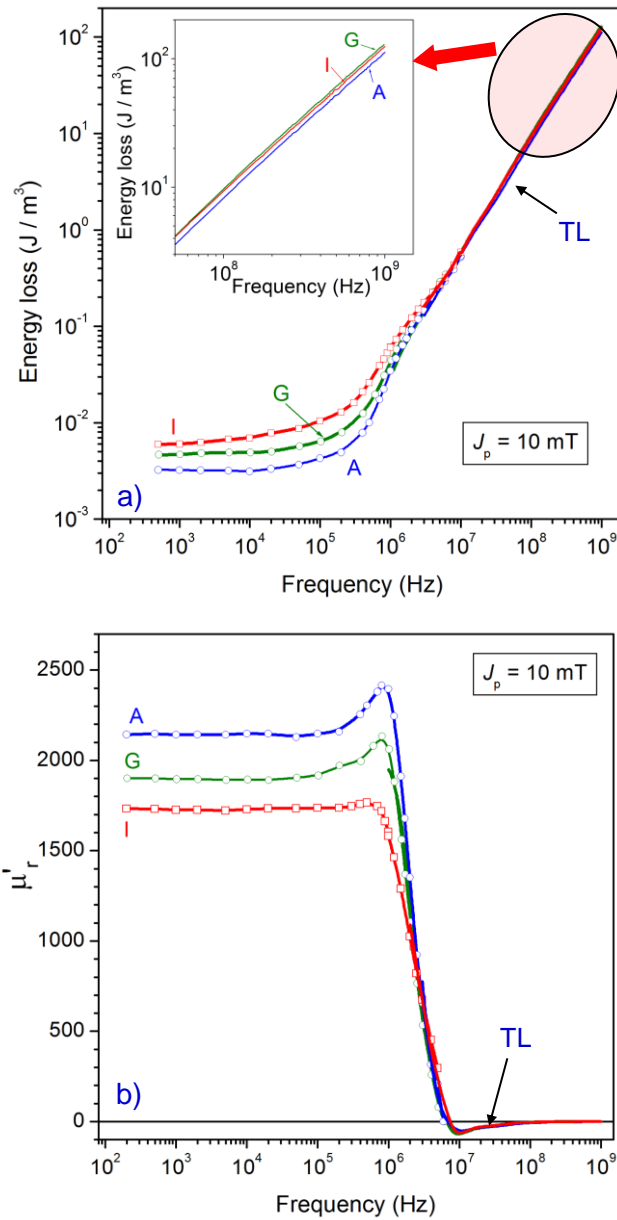 10²
10¹
10⁰
10⁻¹
10⁻²
10⁻³
Energy loss (J / m³)
10²
10¹
Energy loss (J / m³)
G
I
A
10⁸
10⁹
Frequency (Hz)
TL
I
G
A
J_p = 10 mT
a)
10² 10³ 10⁴ 10⁵ 10⁶ 10⁷ 10⁸ 10⁹
Frequency (Hz)
2500
2000
1500
1000
500
0
μ'_r
J_p = 10 mT
A
G
I
TL
b)
10² 10³ 10⁴ 10⁵ 10⁶ 10⁷ 10⁸ 10⁹
Frequency (Hz)